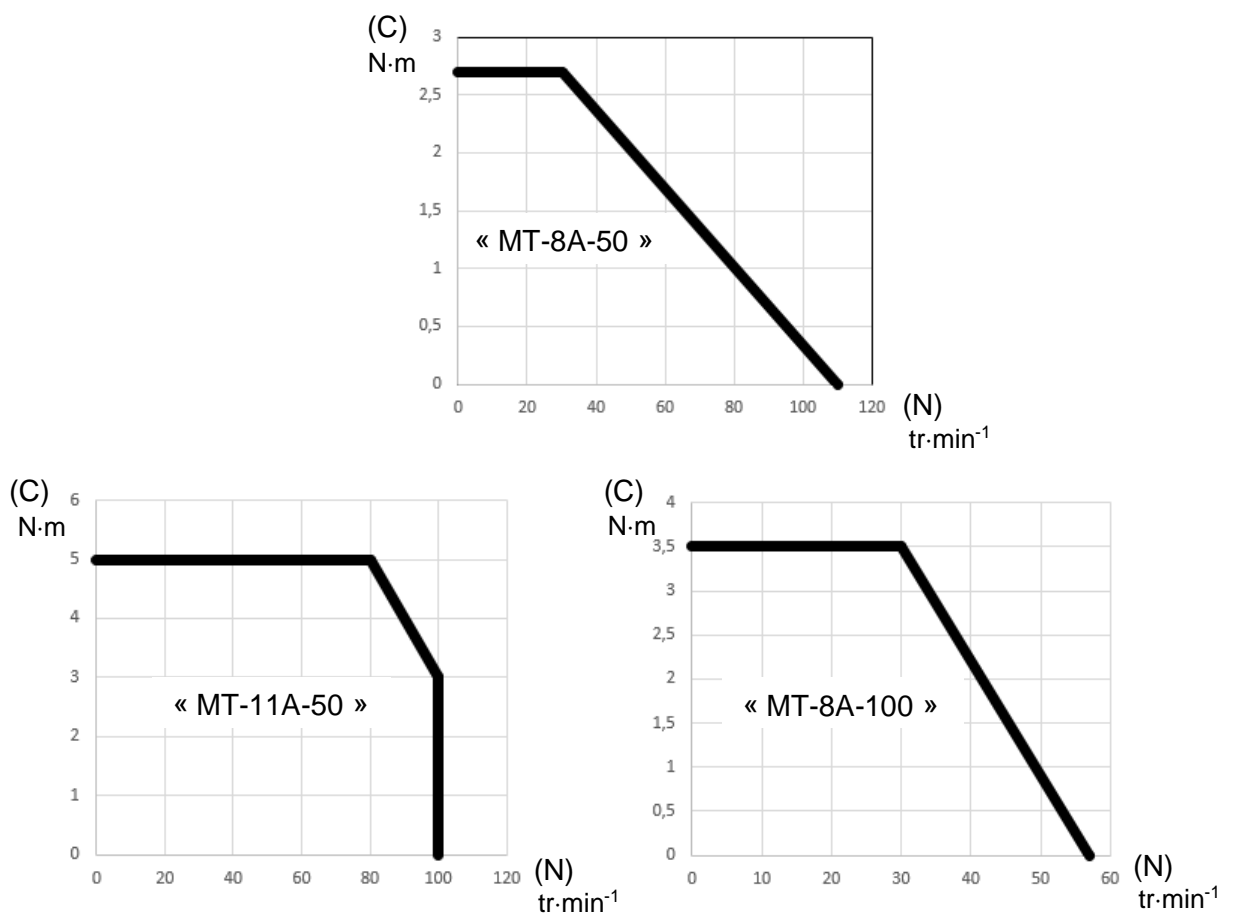 (C)
N·m
3
2,5
2
1,5
1
0,5
0
« MT-8A-50 »
0 20 40 60 80 100 120
(N)
tr·min⁻¹
(C)
N·m
6
5
4
3
2
1
0
« MT-11A-50 »
0 20 40 60 80 100 120
(N)
tr·min⁻¹
(C)
N·m
4
3,5
3
2,5
2
1,5
1
0,5
0
« MT-8A-100 »
0 10 20 30 40 50 60
(N)
tr·min⁻¹